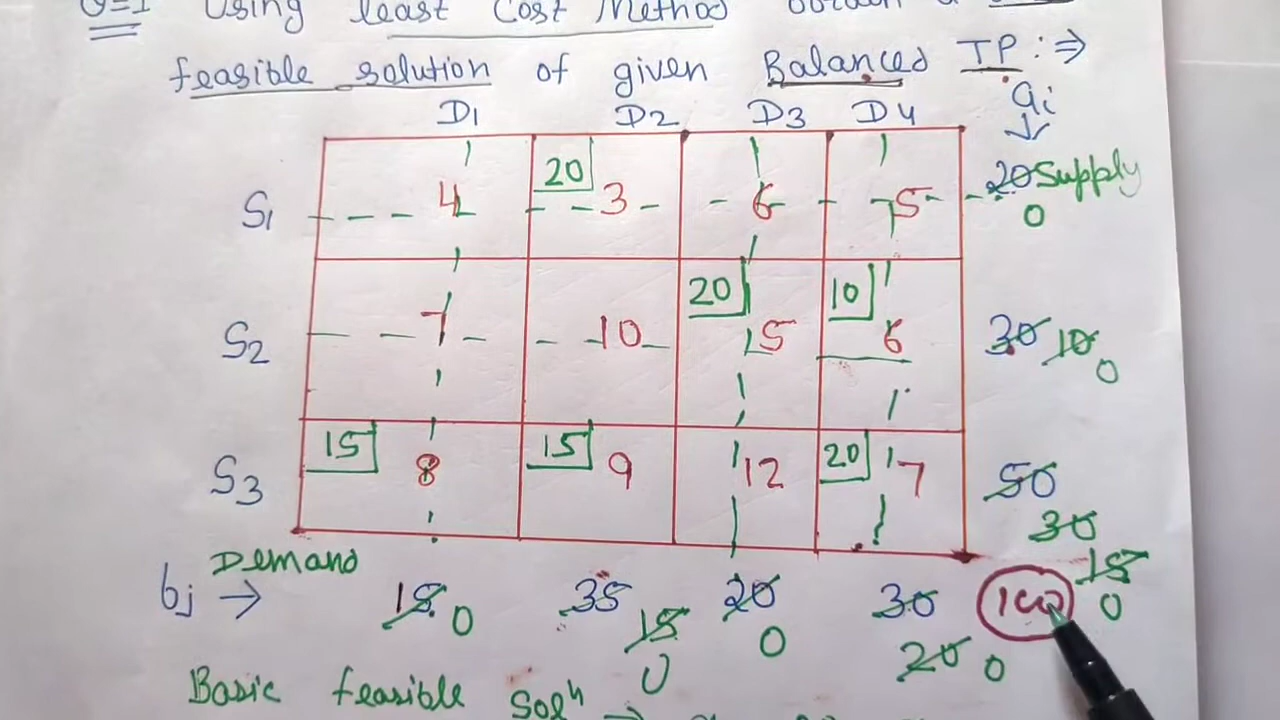 Using least Cost Method obtain a
feasible solution of given Balanced TP :⇒
D1 D2 D3 D4 ai
↓
S1 4 20 3 6 5 20 Supply
0
S2 7 10 20 5 10 6 30 10
0
S3 15 8 15 9 12 20 7 50
30
Demand 15
bj → 15 0 35 20 30 100 0
15 0 20 0
0
Basic feasible Soln →